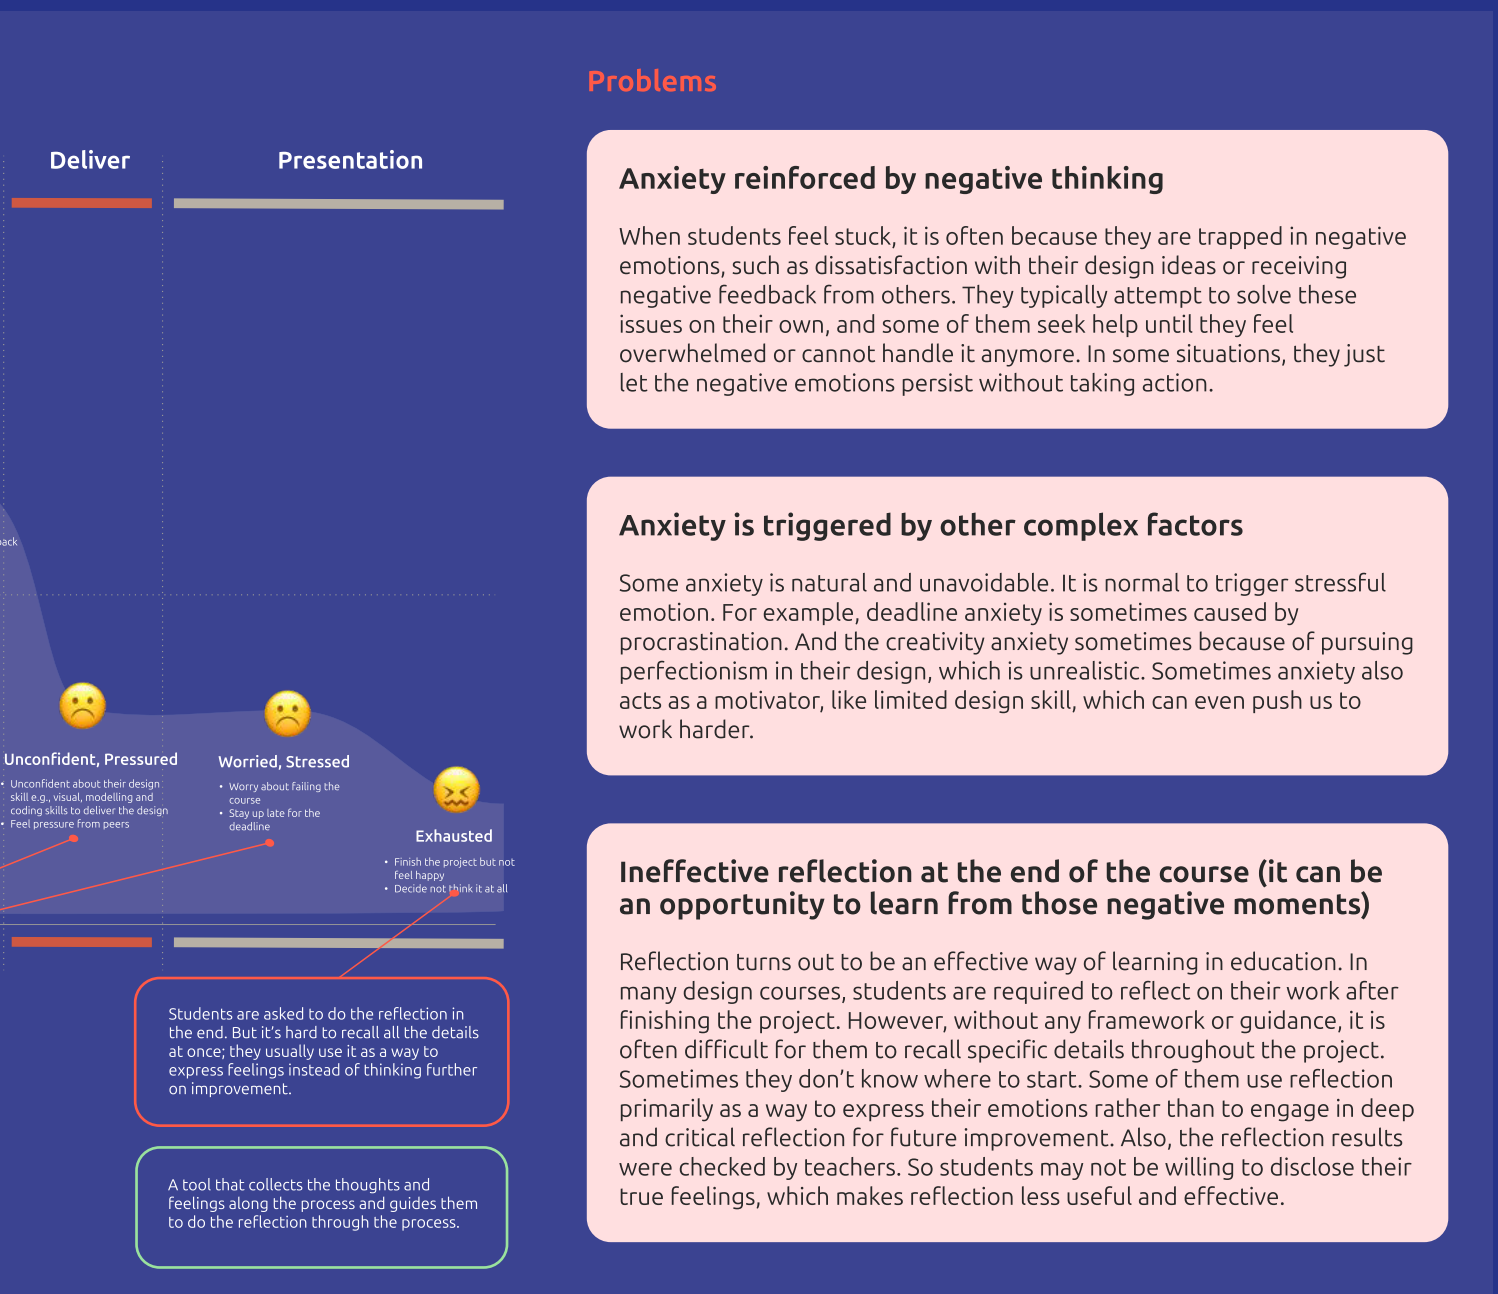 Deliver
Presentation
Unconfident, Pressured
• Unconfident about their design
skill e.g., visual, modelling and
coding skills to deliver the design
• Feel pressure from peers
Worried, Stressed
• Worry about failing the
course
• Stay up late for the
deadline
Exhausted
• Finish the project but not
feel happy
• Decide not think it at all
Students are asked to do the reflection in
the end. But it’s hard to recall all the details
at once; they usually use it as a way to
express feelings instead of thinking further
on improvement.
A tool that collects the thoughts and
feelings along the process and guides them
to do the reflection through the process.
Problems
Anxiety reinforced by negative thinking
When students feel stuck, it is often because they are trapped in negative
emotions, such as dissatisfaction with their design ideas or receiving
negative feedback from others. They typically attempt to solve these
issues on their own, and some of them seek help until they feel
overwhelmed or cannot handle it anymore. In some situations, they just
let the negative emotions persist without taking action.
Anxiety is triggered by other complex factors
Some anxiety is natural and unavoidable. It is normal to trigger stressful
emotion. For example, deadline anxiety is sometimes caused by
procrastination. And the creativity anxiety sometimes because of pursuing
perfectionism in their design, which is unrealistic. Sometimes anxiety also
acts as a motivator, like limited design skill, which can even push us to
work harder.
Ineffective reflection at the end of the course (it can be
an opportunity to learn from those negative moments)
Reflection turns out to be an effective way of learning in education. In
many design courses, students are required to reflect on their work after
finishing the project. However, without any framework or guidance, it is
often difficult for them to recall specific details throughout the project.
Sometimes they don’t know where to start. Some of them use reflection
primarily as a way to express their emotions rather than to engage in deep
and critical reflection for future improvement. Also, the reflection results
were checked by teachers. So students may not be willing to disclose their
true feelings, which makes reflection less useful and effective.